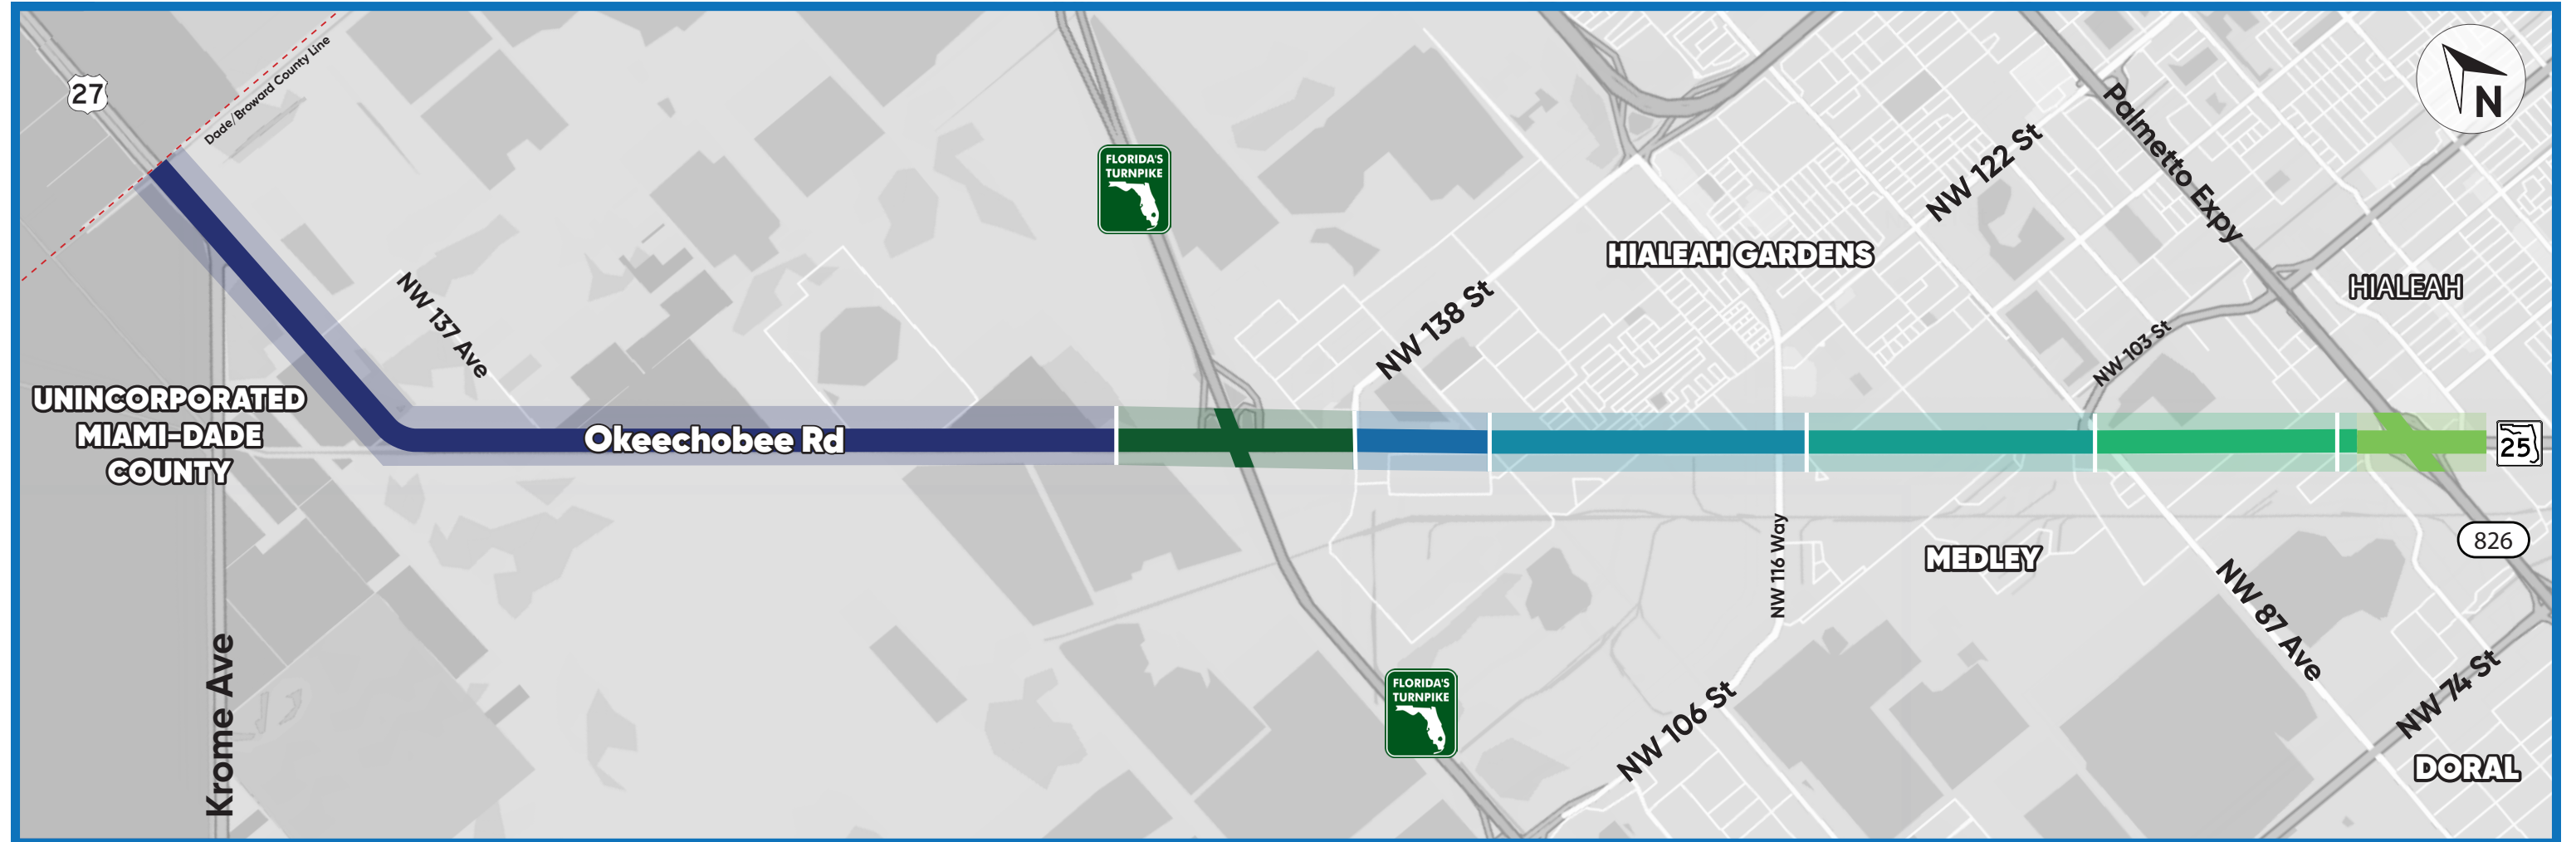 27
Dade/Broward County Line
N
FLORIDA'S
TURNPIKE
Palmetto Expy
NW 122 St
HIALEAH GARDENS
HIALEAH
NW 137 Ave
NW 138 St
NW 103 St
UNINCORPORATED
MIAMI-DADE
COUNTY
Okeechobee Rd
25
826
NW 116 Way
MEDLEY
NW 87 Ave
Krome Ave
FLORIDA'S
TURNPIKE
NW 106 St
NW 74 St
DORAL